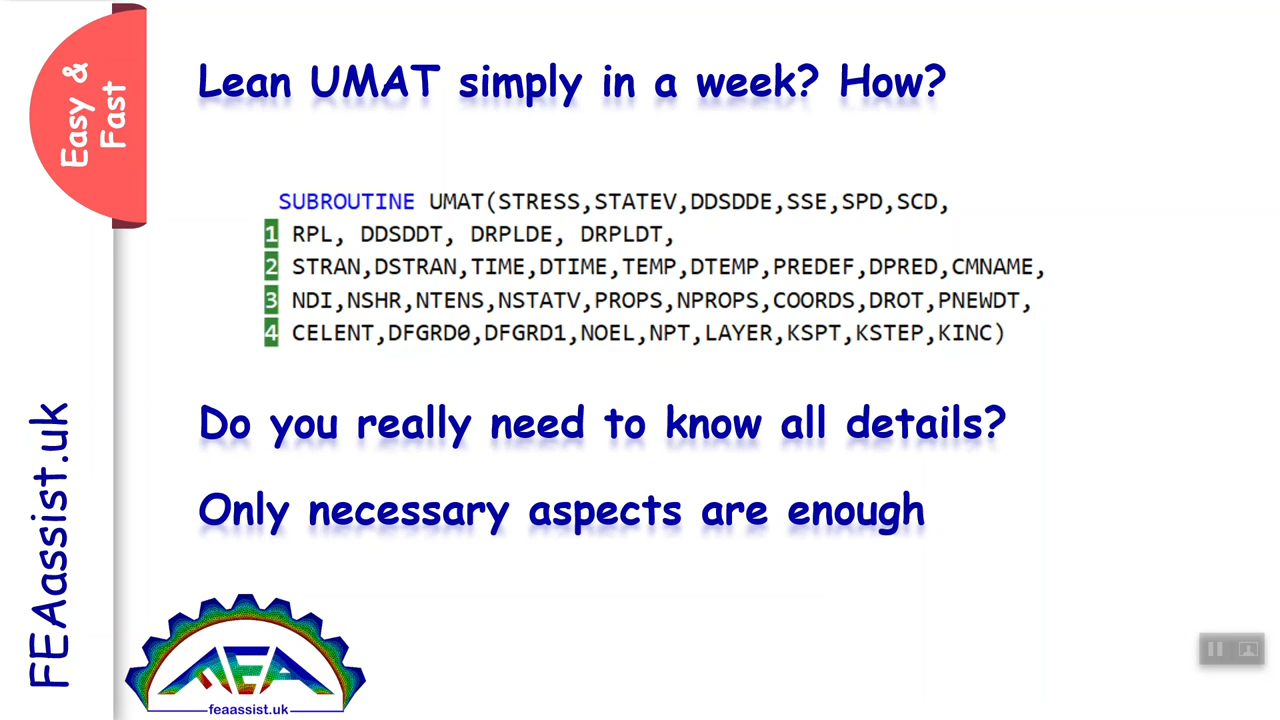 Easy &
Fast
Lean UMAT simply in a week? How?
SUBROUTINE UMAT(STRESS,STATEV,DDSDDE,SSE,SPD,SCD,
1 RPL, DDSDDT, DRPLDE, DRPLDT,
2 STRAN,DSTRAN,TIME,DTIME,TEMP,DTEMP,PREDEF,DPRED,CMNAME,
3 NDI,NSHR,NTENS,NSTATV,PROPS,NPROPS,COORDS,DROT,PNEWDT,
4 CELENT,DFGRD0,DFGRD1,NOEL,NPT,LAYER,KSPT,KSTEP,KINC)
Do you really need to know all details?
Only necessary aspects are enough
FEAassist.uk
FEA
feaassist.uk